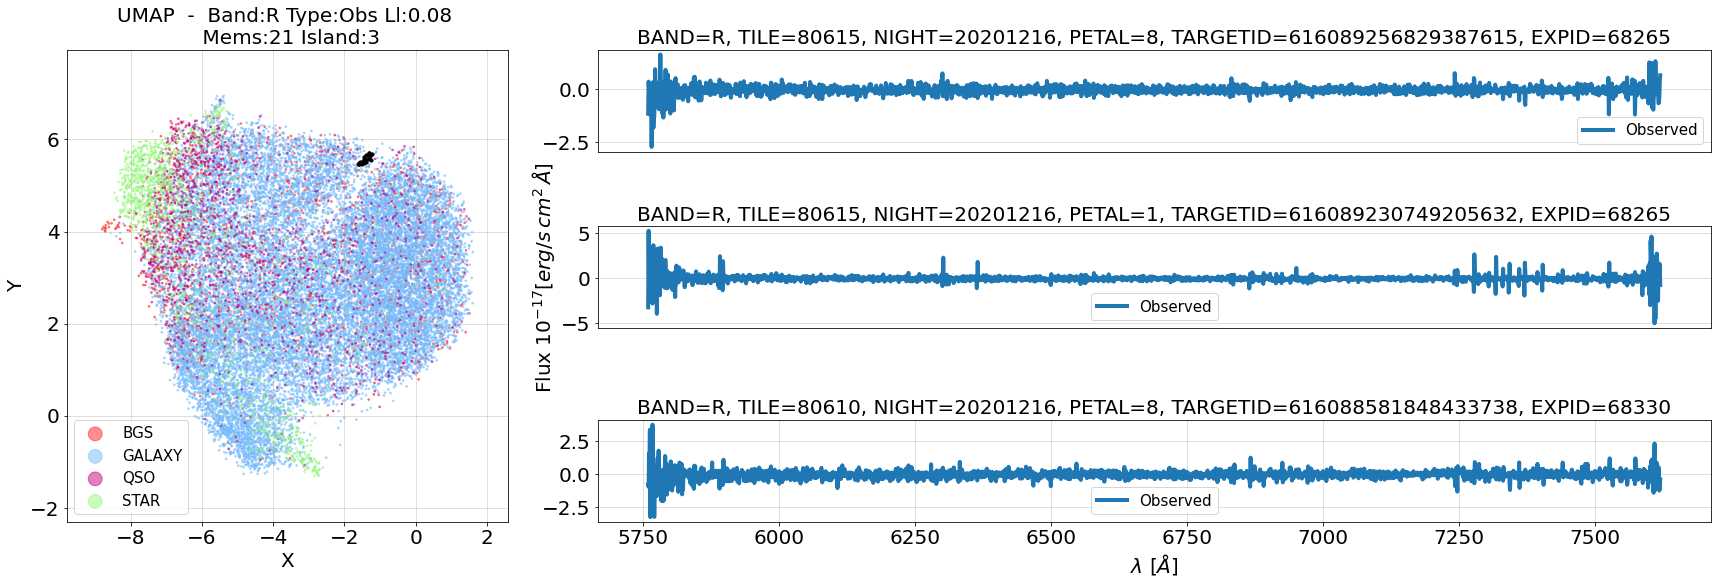 UMAP  -  Band:R Type:Obs Ll:0.08
Mems:21 Island:3
Y
6
4
2
0
−2
−8
−6
−4
−2
0
2
X
BGS
GALAXY
QSO
STAR
Flux 10⁻¹⁷[erg/s cm² Å]
BAND=R, TILE=80615, NIGHT=20201216, PETAL=8, TARGETID=616089256829387615, EXPID=68265
0.0
−2.5
Observed
BAND=R, TILE=80615, NIGHT=20201216, PETAL=1, TARGETID=616089230749205632, EXPID=68265
5
0
−5
Observed
BAND=R, TILE=80610, NIGHT=20201216, PETAL=8, TARGETID=616088581848433738, EXPID=68330
2.5
0.0
−2.5
Observed
5750
6000
6250
6500
6750
7000
7250
7500
λ [Å]